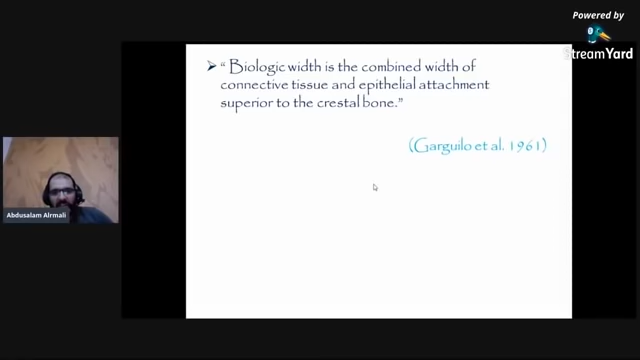 Powered by
StreamYard
" Biologic width is the combined width of
connective tissue and epithelial attachment
superior to the crestal bone."
(Garguilo et al. 1961)
Abdusalam Alrmali